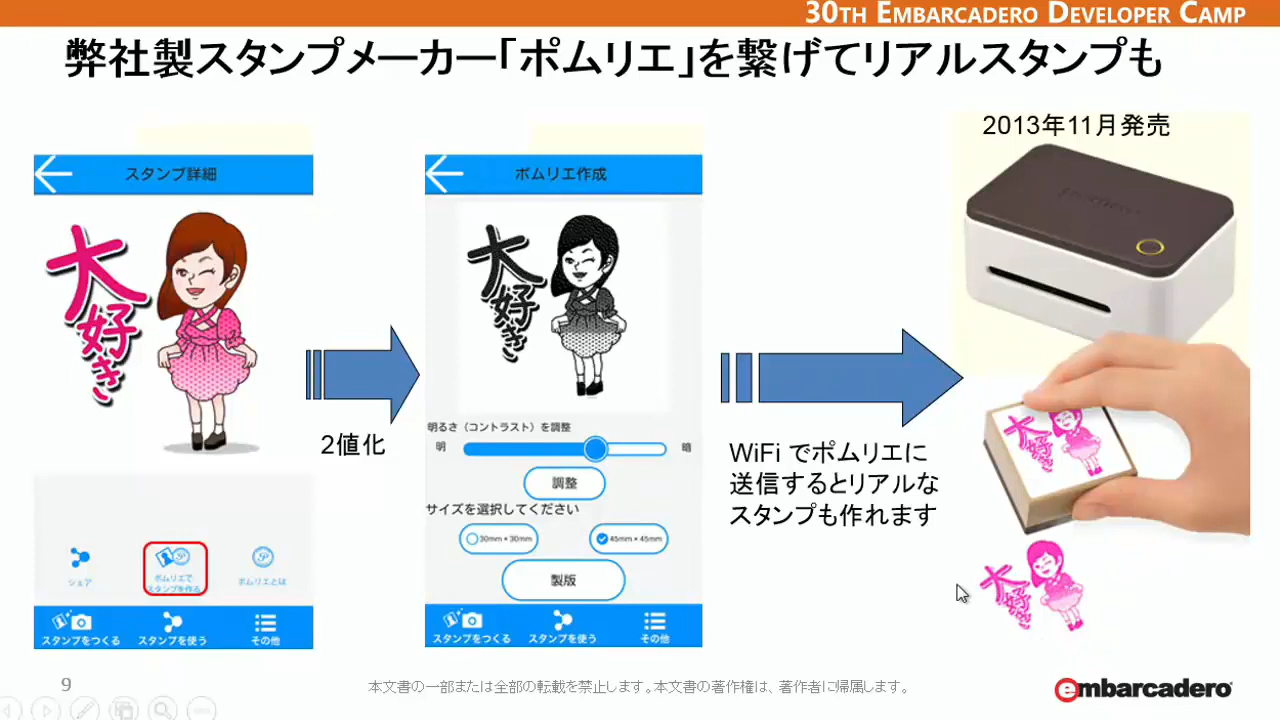 30TH EMBARCADERO DEVELOPER CAMP
弊社製スタンプメーカー「ポムリエ」を繋げてリアルスタンプも
スタンプ詳細
大好き
シェア
ポムリエで
スタンプを作る
ポムリエとは
スタンプをつくる
スタンプを使う
その他
2値化
ポムリエ作成
大好き
明るさ（コントラスト）を調整
明
暗
調整
サイズを選択してください
30mm×30mm
45mm×45mm
製版
スタンプをつくる
スタンプを使う
その他
WiFi でポムリエに
送信するとリアルな
スタンプも作れます
2013年11月発売
大好き
大好き
9
本文書の一部または全部の転載を禁止します。本文書の著作権は、著作者に帰属します。
embarcadero